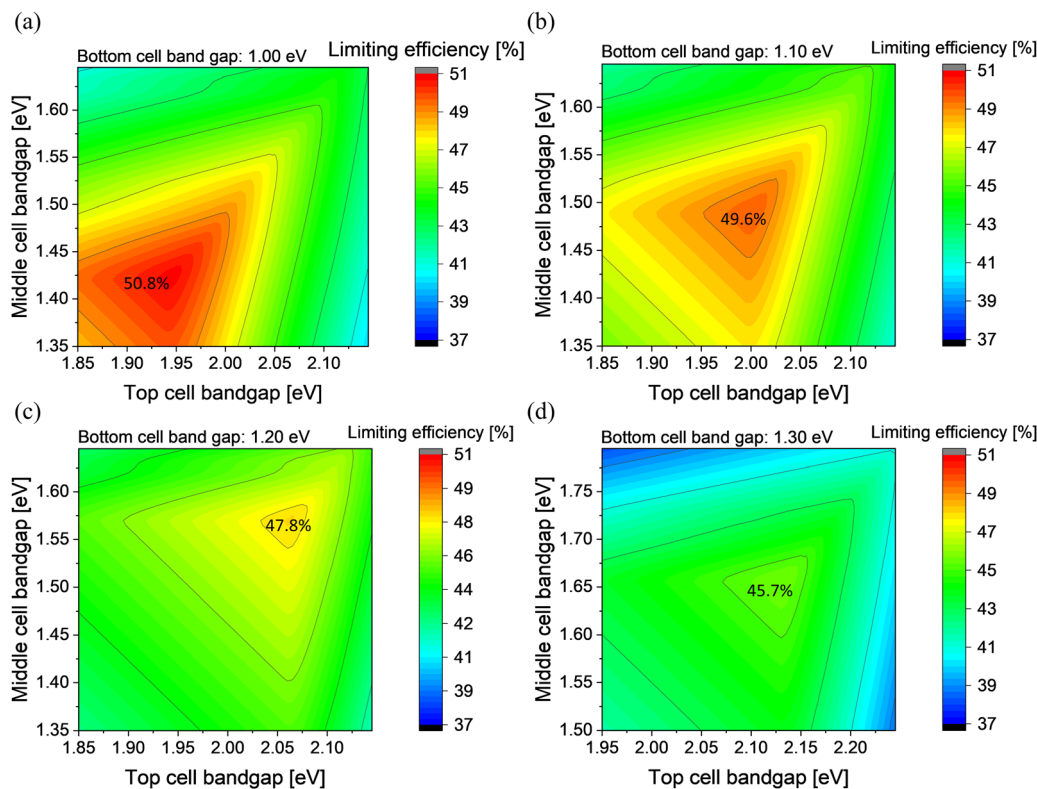 (a)
Bottom cell band gap: 1.00 eV
Limiting efficiency [%]
Middle cell bandgap [eV]
1.60
1.55
1.50
1.45
1.40
1.35
50.8%
1.85 1.90 1.95 2.00 2.05 2.10
Top cell bandgap [eV]
51
49
47
45
43
41
39
37
(b)
Bottom cell band gap: 1.10 eV
Limiting efficiency [%]
Middle cell bandgap [eV]
1.60
1.55
1.50
1.45
1.40
1.35
49.6%
1.85 1.90 1.95 2.00 2.05 2.10
Top cell bandgap [eV]
51
49
47
45
43
41
39
37
(c)
Bottom cell band gap: 1.20 eV
Limiting efficiency [%]
Middle cell bandgap [eV]
1.60
1.55
1.50
1.45
1.40
1.35
47.8%
1.85 1.90 1.95 2.00 2.05 2.10
Top cell bandgap [eV]
51
49
48
46
44
42
41
39
37
(d)
Bottom cell band gap: 1.30 eV
Limiting efficiency [%]
Middle cell bandgap [eV]
1.75
1.70
1.65
1.60
1.55
1.50
45.7%
1.95 2.00 2.05 2.10 2.15 2.20
Top cell bandgap [eV]
51
49
47
45
43
41
39
37